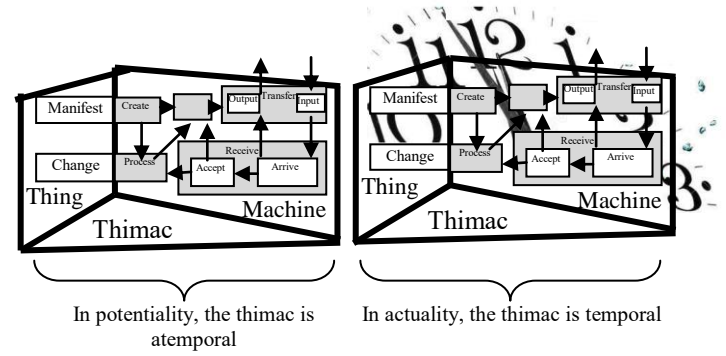 Manifest
Create
Output
Transfer
Input
Change
Process
Receive
Accept
Arrive
Thing
Machine
Thimac
In potentiality, the thimac is
atemporal
12
3
Manifest
Create
Output
Transfer
Input
Change
Process
Receive
Accept
Arrive
Thing
Machine
Thimac
In actuality, the thimac is temporal